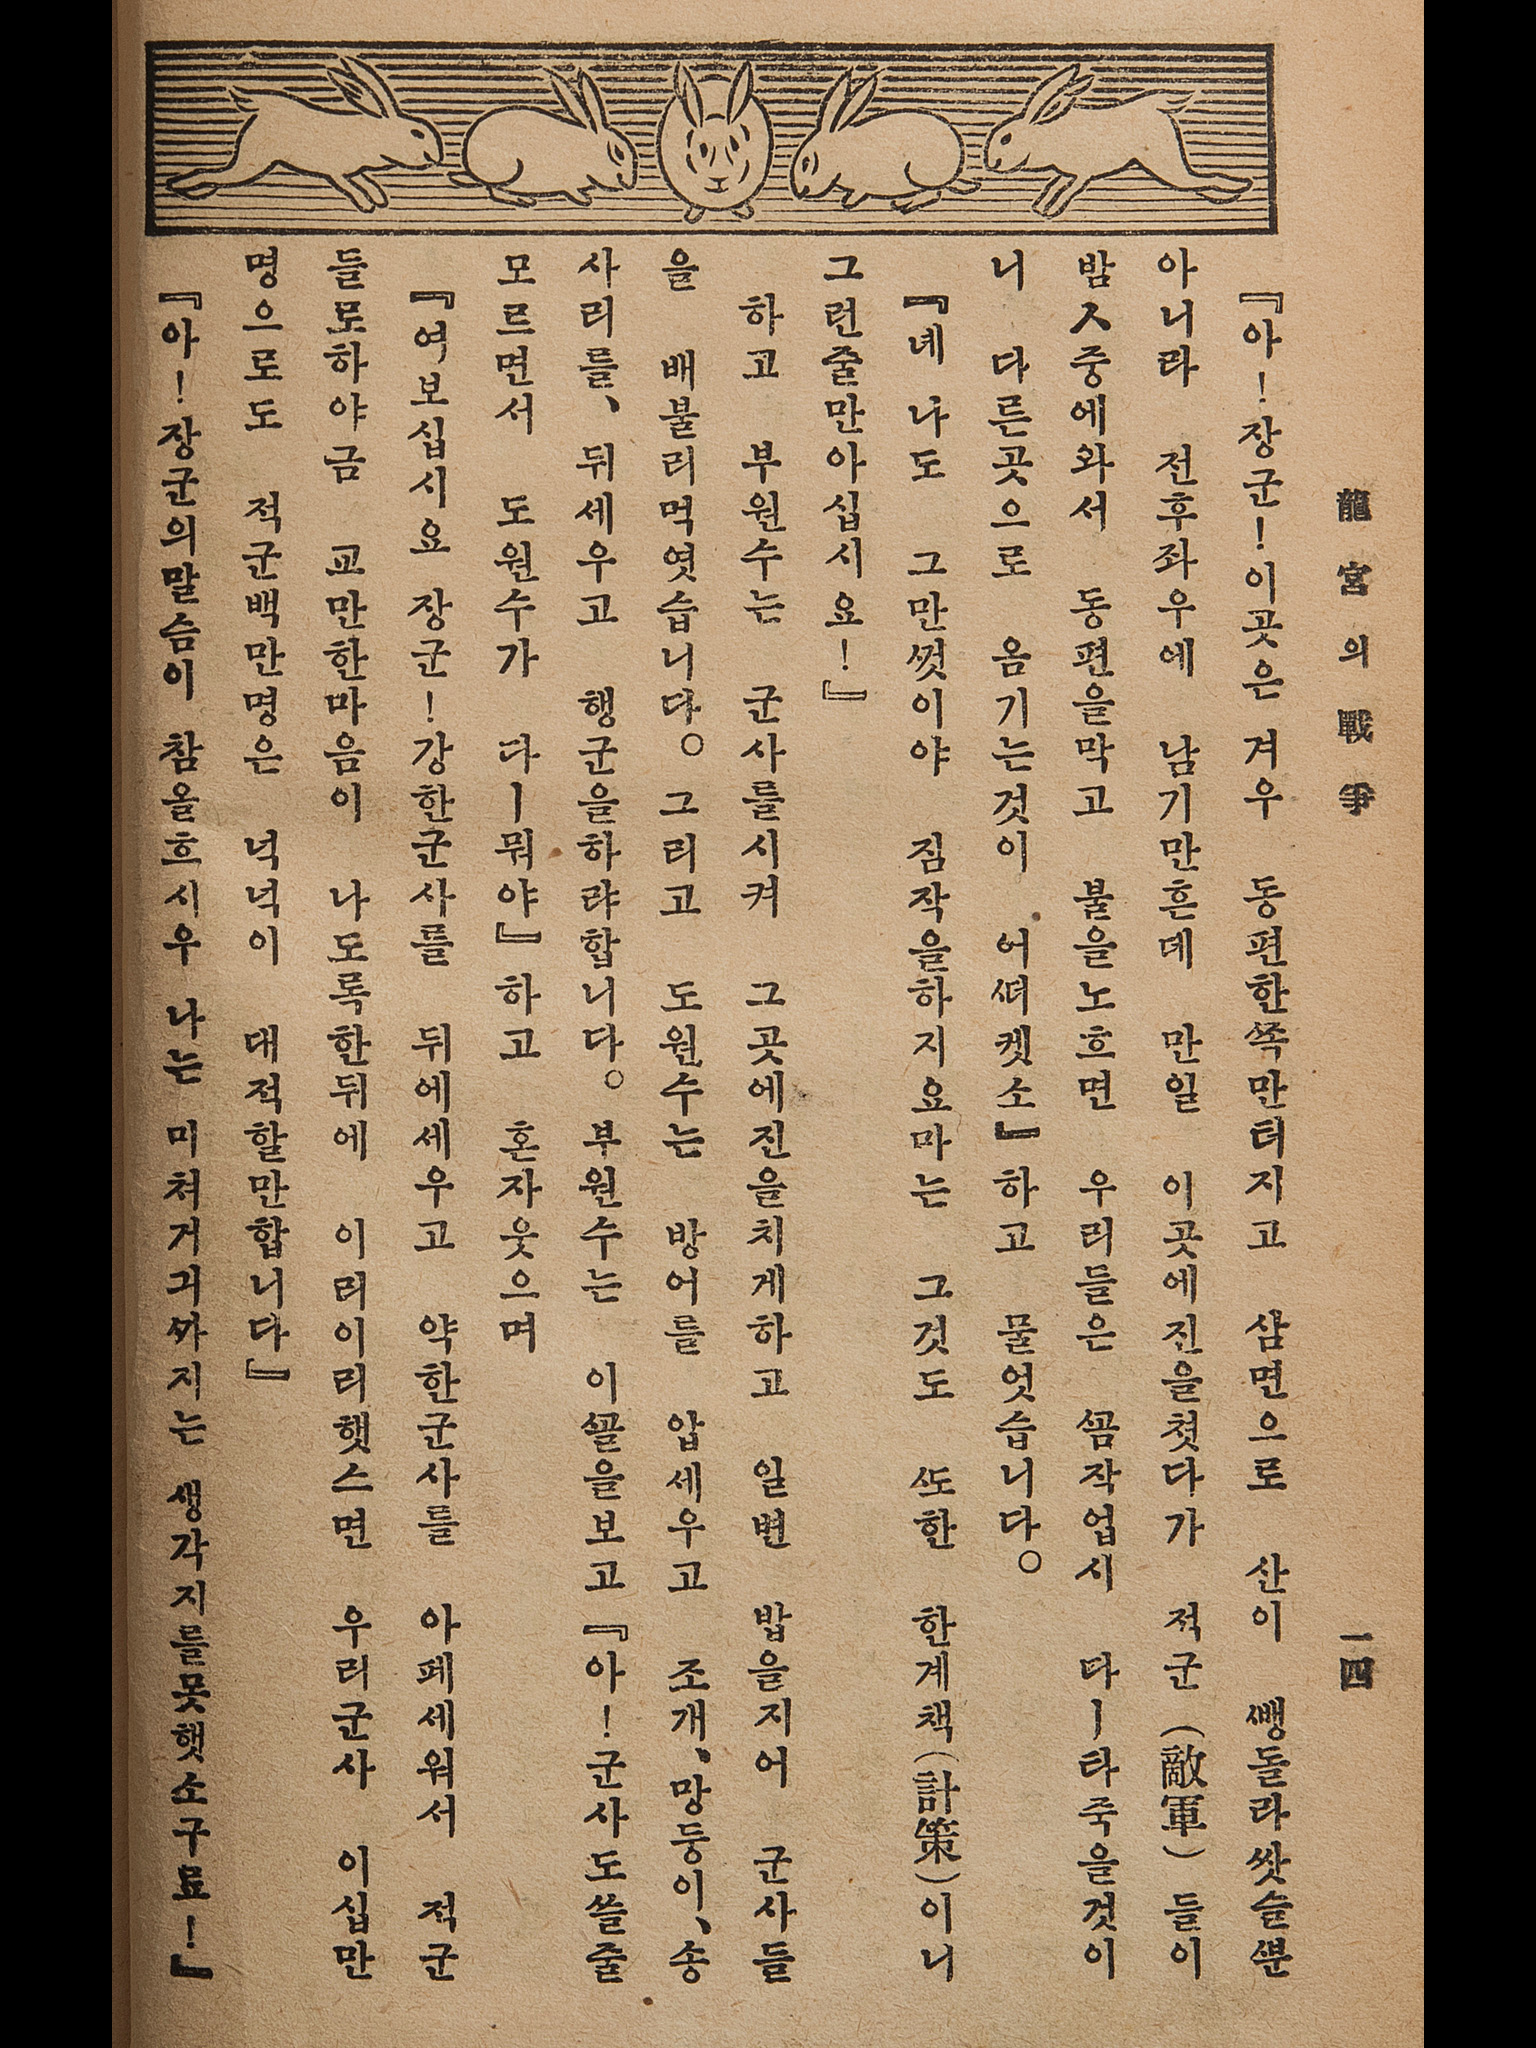 龍宮의戰爭
一四
『아!장군!이곳은 겨우 동편한쪽만터지고 삼면으로 산이 뺑돌라쌋슬뿐
아니라 전후좌우에 남기만흔데 만일 이곳에진을첫다가 적군(敵軍)들이
밤ㅅ중에와서 동편을막고 불을노흐면 우리들은 꼼작업시 타ㅣ타죽을것이
니 다른곳으로 옴기는것이 어ᄯᅥ켓소』하고 물엇습니다。
『녜 나도 그만ᄭᅥᆺ이야 짐작을하지요마는 그것도 ᄯᅩ한 한계책(計策)이니
그런줄만아십시요!』
하고 부원수는 군사를시켜 그곳에진을치게하고 일변 밥을지어 군사들
을 배불리먹엿습니다。그리고 도원수는 방어를 압세우고 조개、망둥이、송
사리를、뒤세우고 행군을하랴합니다。부원수는 이ᄭᅩᆯ을보고『아!군사도쓸줄
모르면서 도원수가 다ㅣ뭐야』하고 혼자웃으며
『여보십시요 장군!강한군사를 뒤에세우고 약한군사를 아페세워서 적군
들로하야금 교만한마음이 나도록한뒤에 이리이리햇스면 우리군사 이십만
명으로도 적군백만명은 넉넉이 대적할만합니다』
『아!장군의말슴이 참올흐시우 나는 미처거긔ᄭᅡ지는 생각지를못햇소구료!』